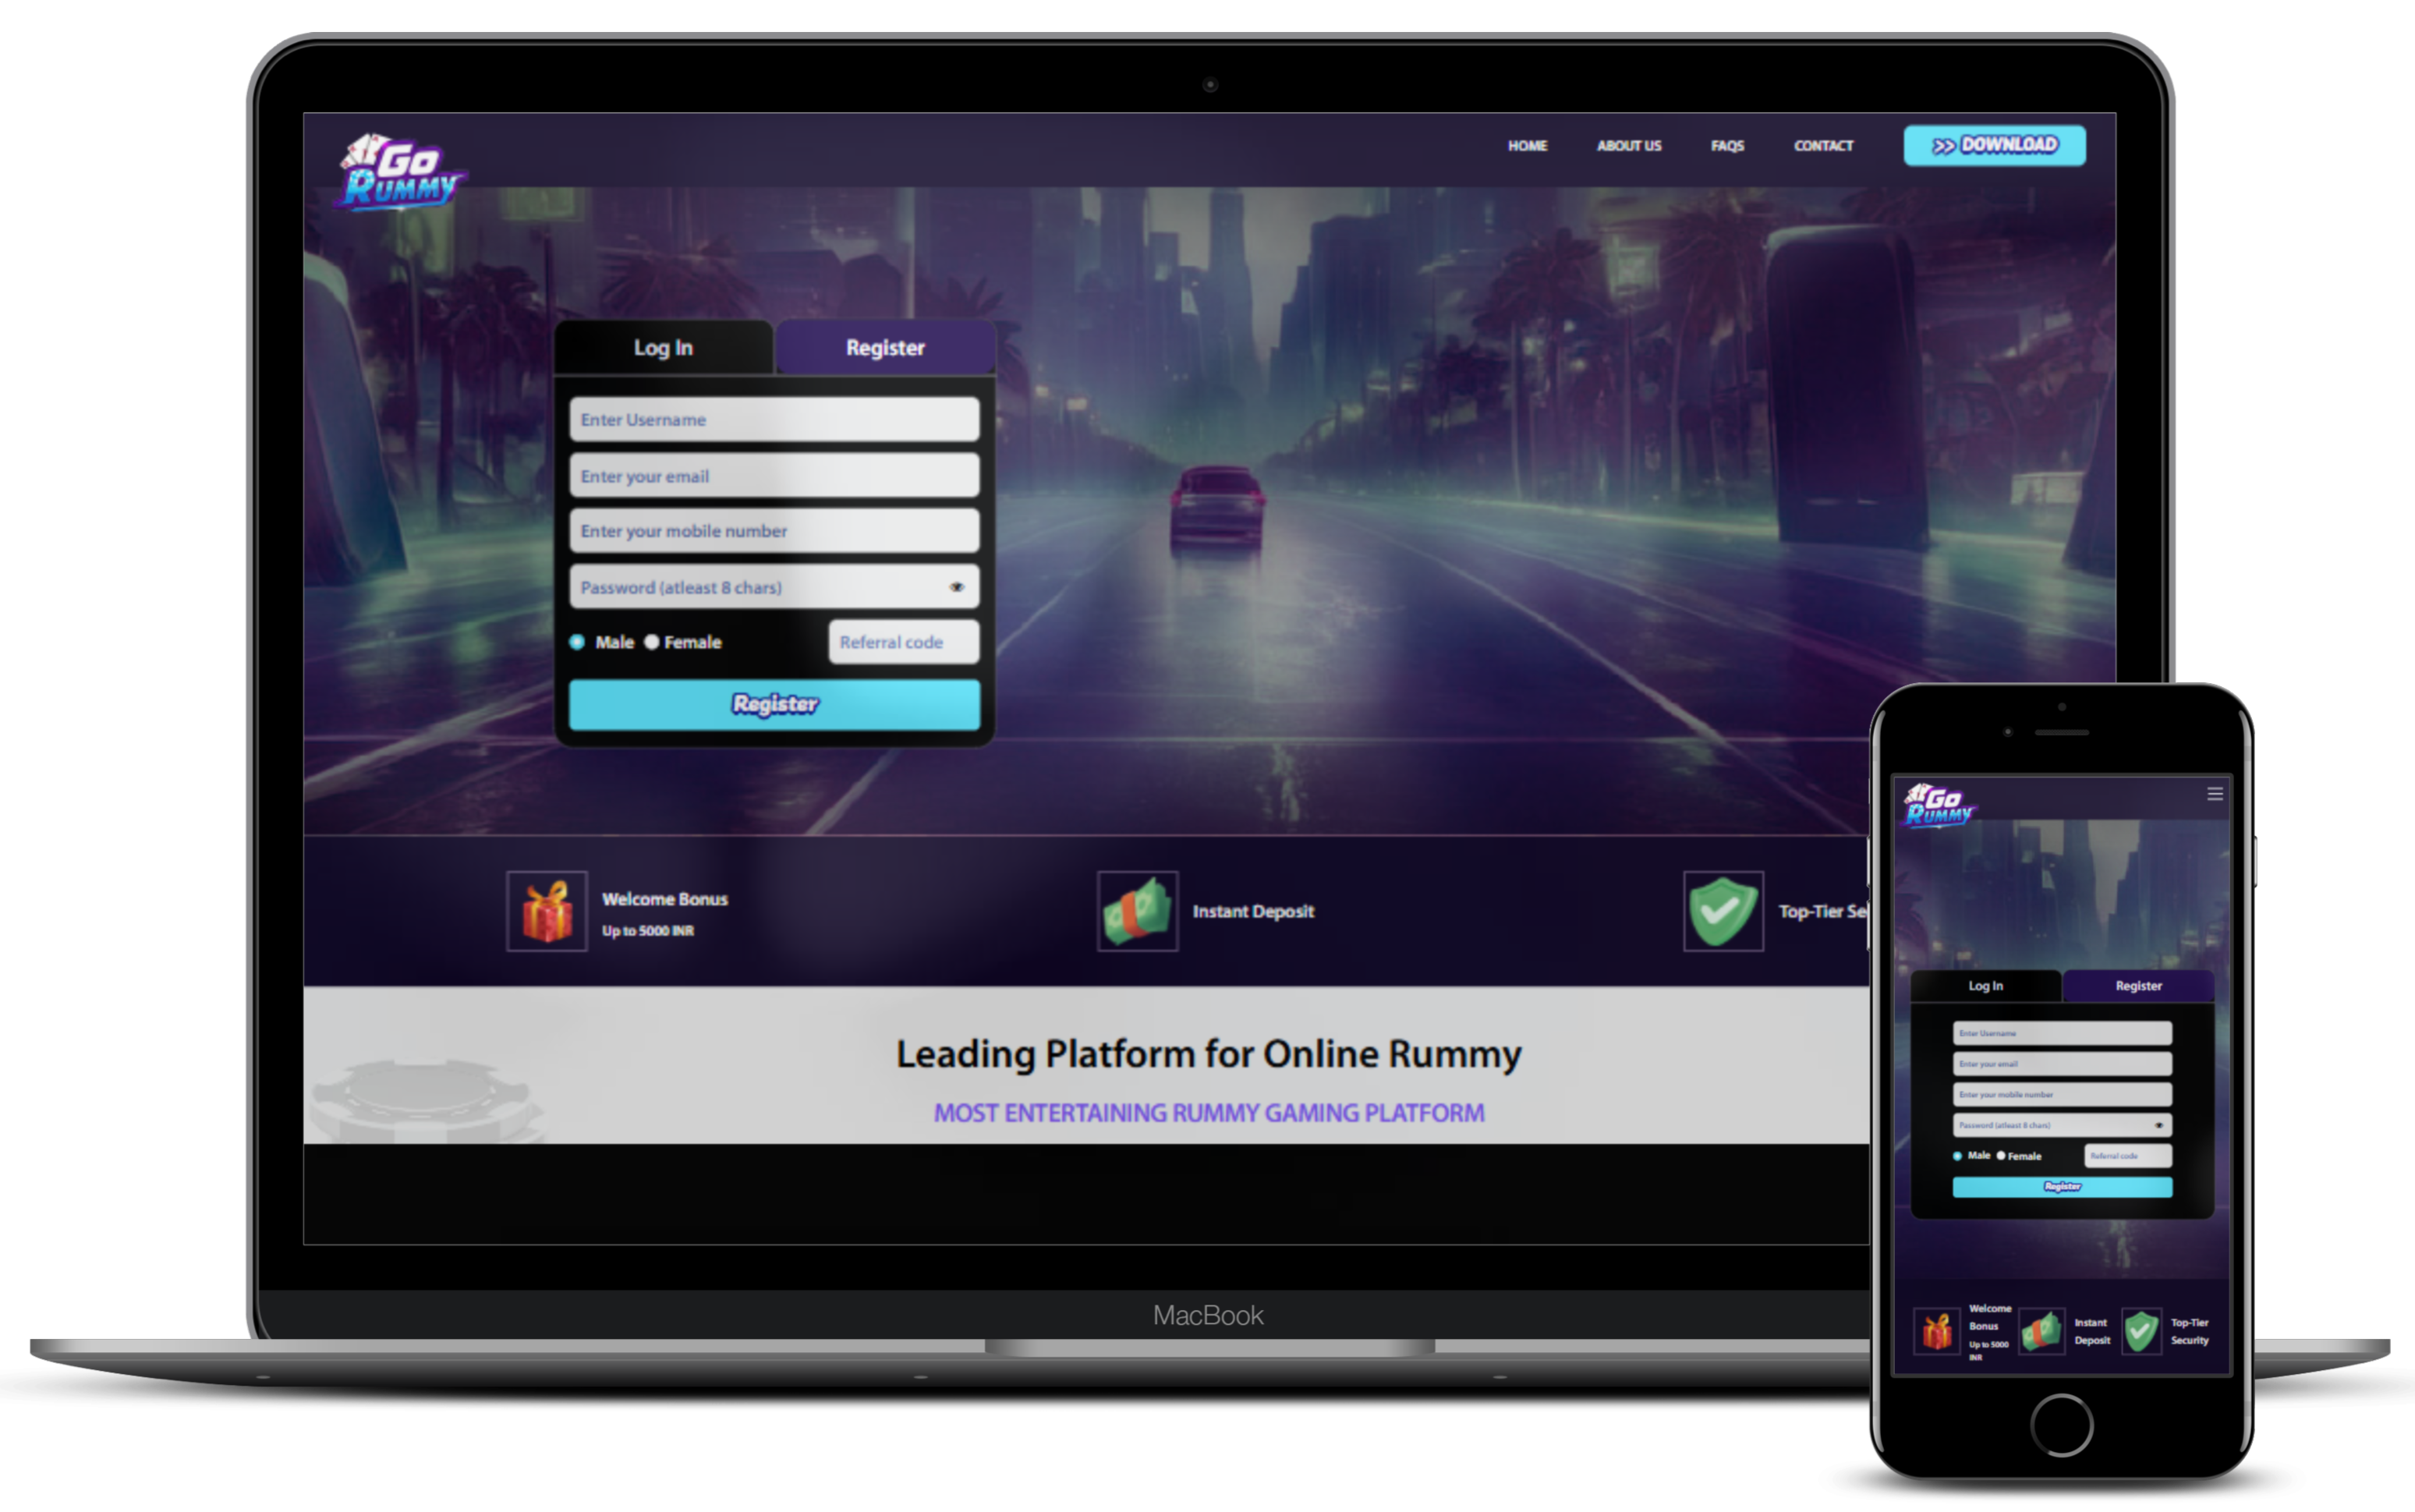 Go
Rummy
HOME
ABOUT US
FAQS
CONTACT
>> DOWNLOAD
Log In
Register
Enter Username
Enter your email
Enter your mobile number
Password (atleast 8 chars)
Male
Female
Referral code
Register
Welcome Bonus
Up to 5000 INR
Instant Deposit
Top-Tier Se
Leading Platform for Online Rummy
MOST ENTERTAINING RUMMY GAMING PLATFORM
MacBook
Go
Rummy
Log In
Register
Enter Username
Enter your email
Enter your mobile number
Password (atleast 8 chars)
Male
Female
Referral code
Register
Welcome
Bonus
Up to 5000
INR
Instant
Deposit
Top-Tier
Security